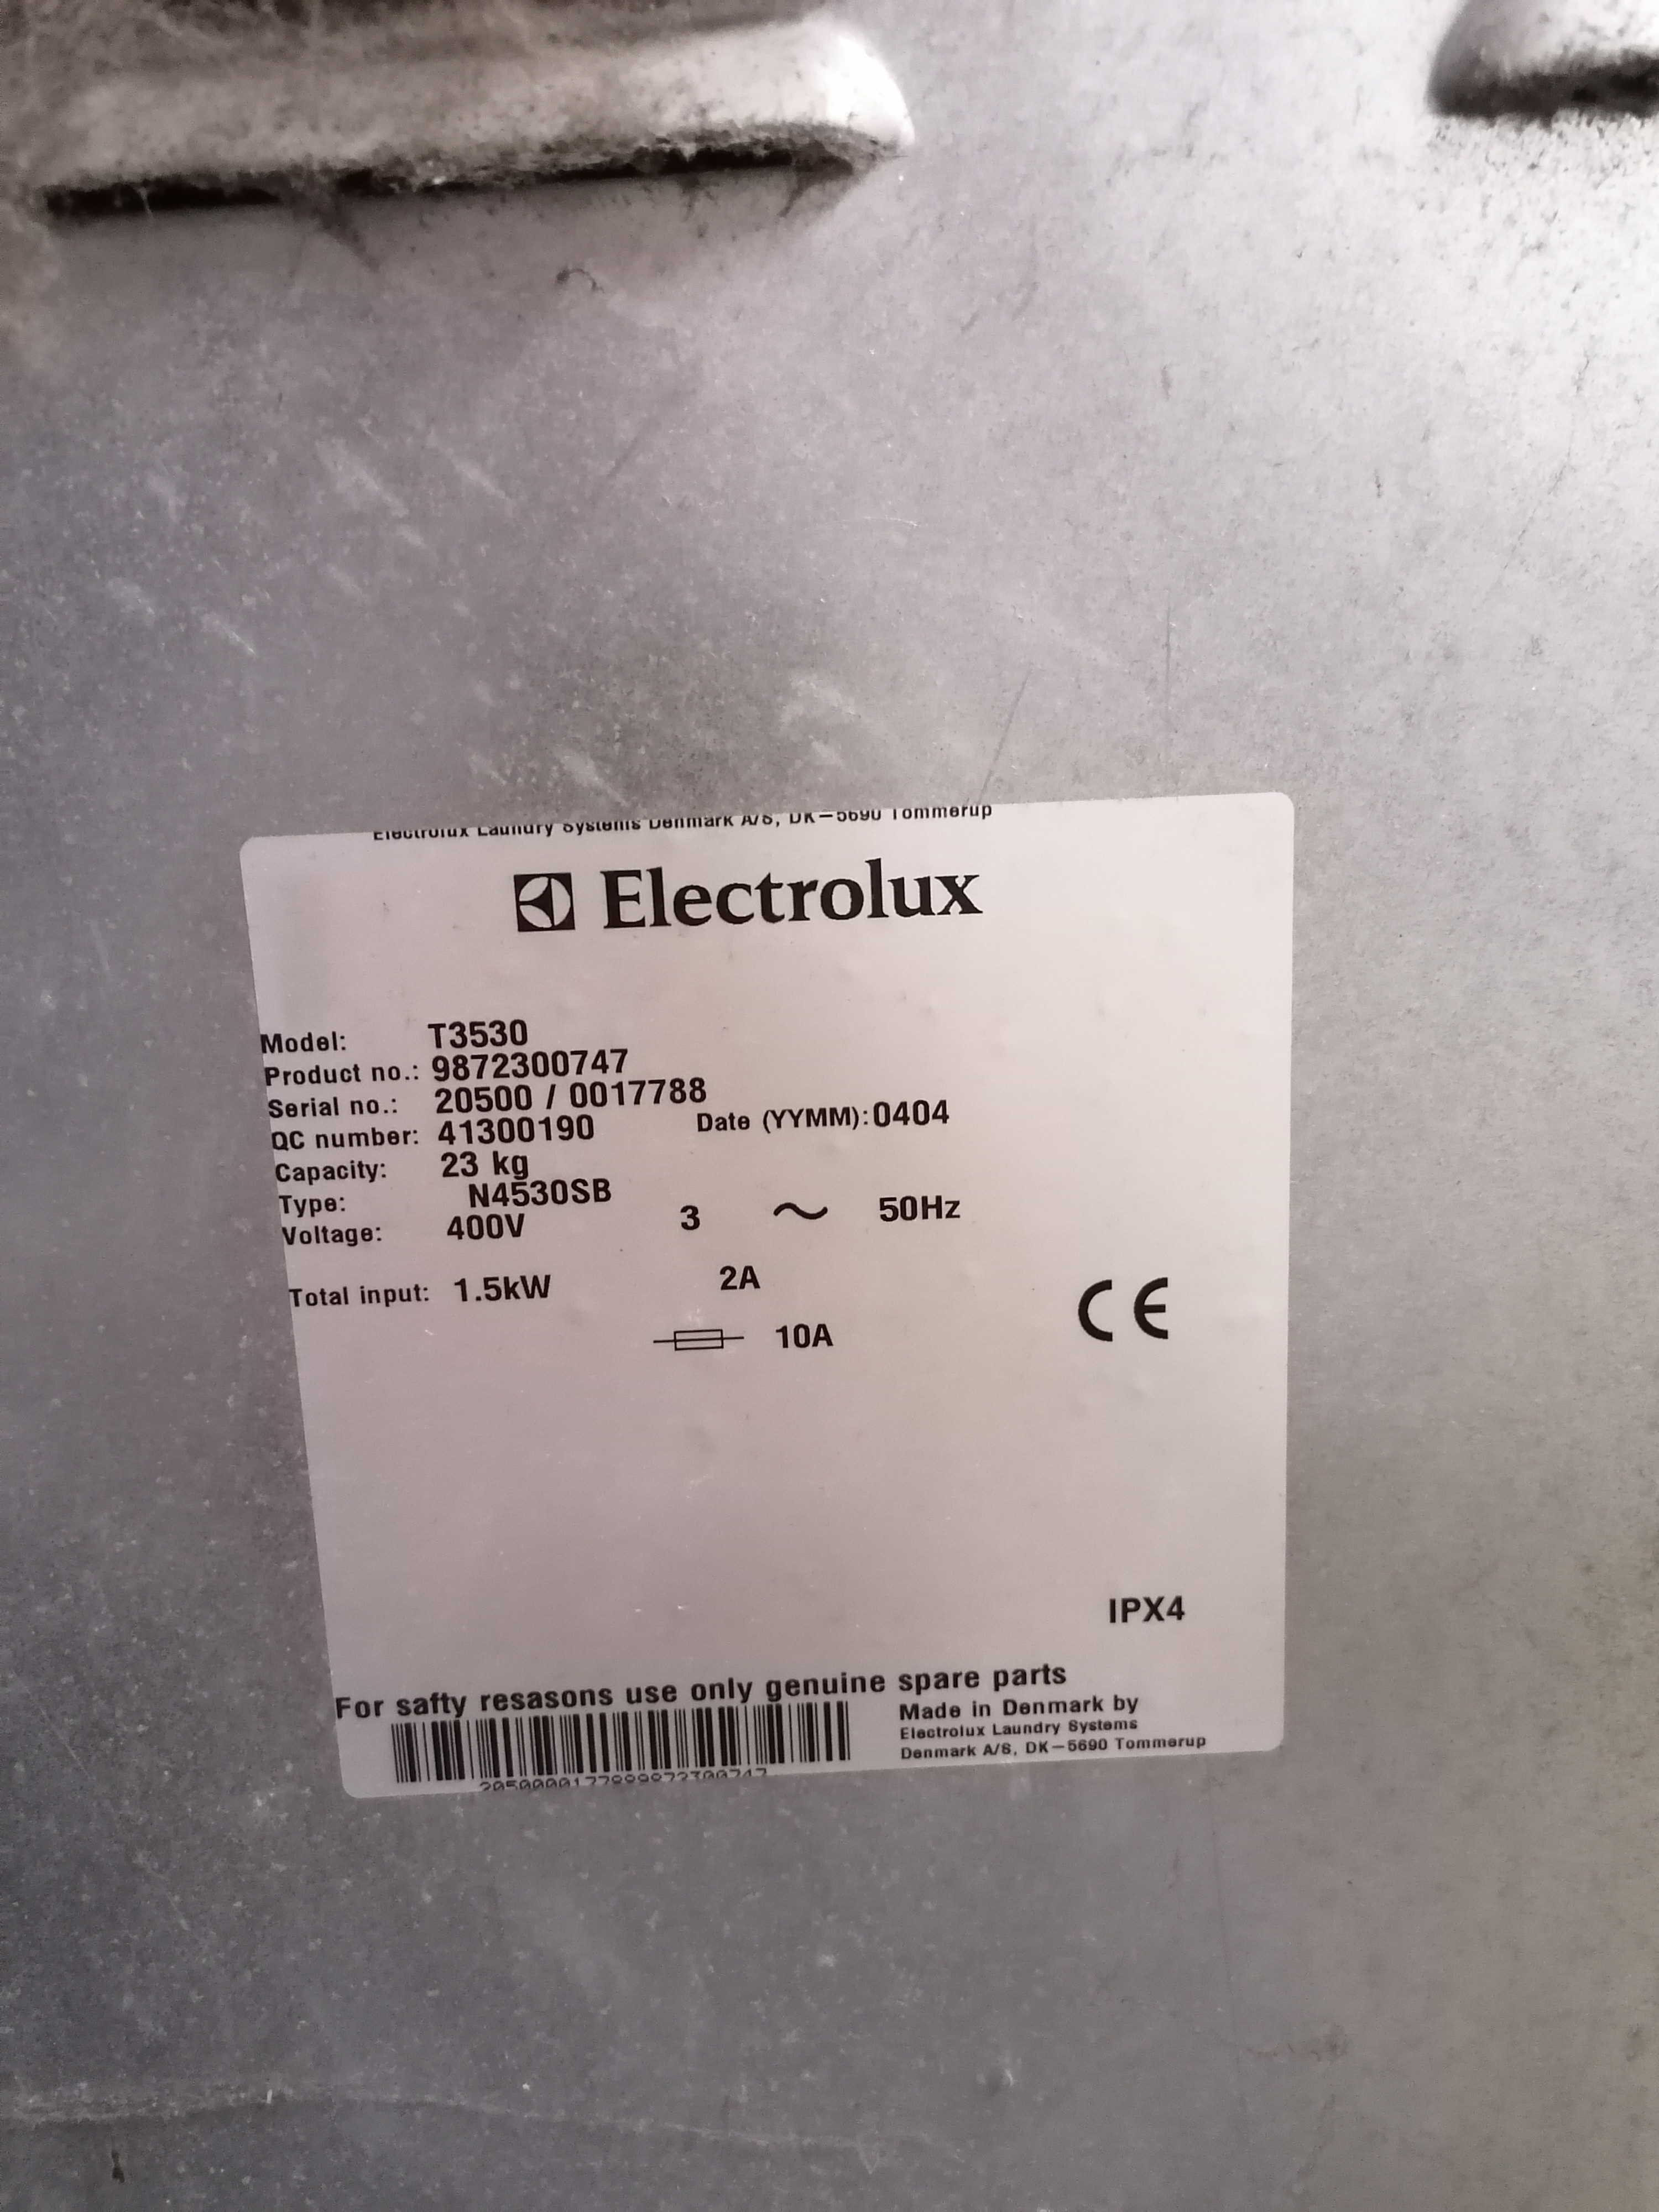 Electrolux Laundry Systems Denmark A/S, DK-5690 Tommerup
Electrolux
Model: T3530
Product no.: 9872300747
Serial no.: 20500 / 0017788
QC number: 41300190 Date (YYMM): 0404
Capacity: 23 kg
Type: N4530SB
Voltage: 400V 3 ~ 50Hz
Total input: 1.5kW 2A
10A
CE
IPX4
For safty resasons use only genuine spare parts
Made in Denmark by
Electrolux Laundry Systems
Denmark A/S, DK-5690 Tommerup